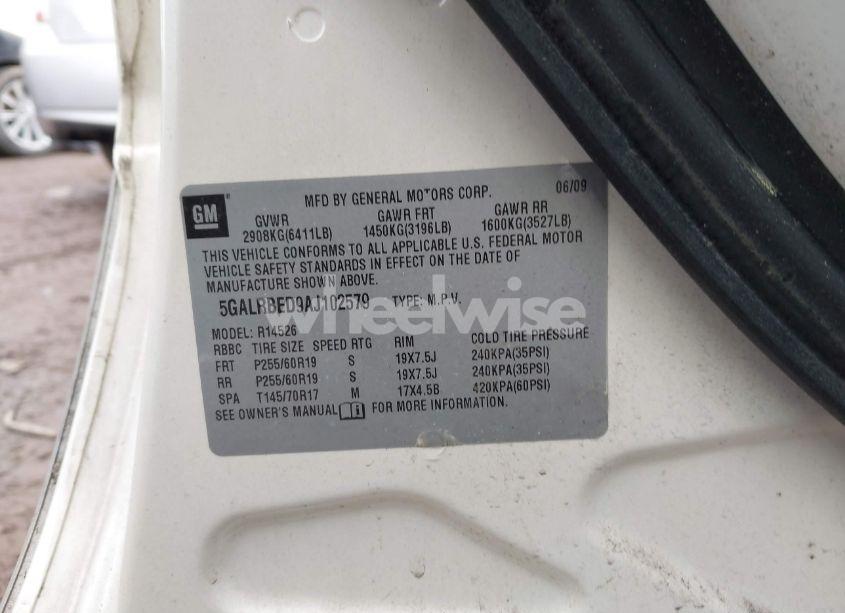 GM
MFD BY GENERAL MOTORS CORP. 06/09
GVWR GAWR FRT GAWR RR
2908KG(6411LB) 1450KG(3196LB) 1600KG(3527LB)
THIS VEHICLE CONFORMS TO ALL APPLICABLE U.S. FEDERAL MOTOR
VEHICLE SAFETY STANDARDS IN EFFECT ON THE DATE OF
MANUFACTURE SHOWN ABOVE.
5GALRBED9AJ102579 TYPE: M.P.V.
wheelwise
MODEL: R14526
RBBC TIRE SIZE SPEED RTG RIM COLD TIRE PRESSURE
FRT P255/60R19 S 19X7.5J 240KPA(35PSI)
RR P255/60R19 S 19X7.5J 240KPA(35PSI)
SPA T145/70R17 M 17X4.5B 420KPA(60PSI)
SEE OWNER'S MANUAL FOR MORE INFORMATION.